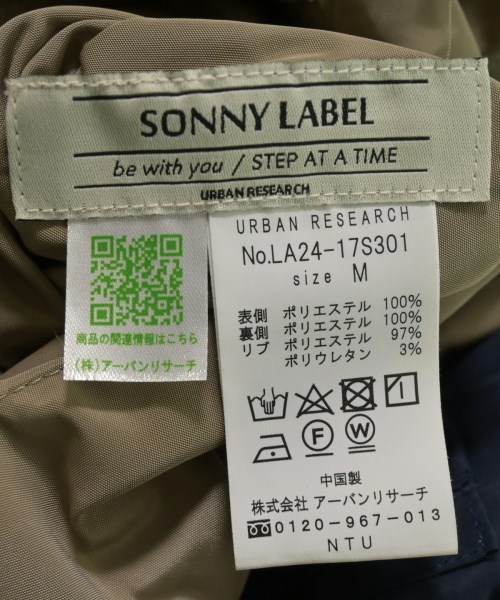 SONNY LABEL
be with you / STEP AT A TIME
URBAN RESEARCH
商品の関連情報はこちら
(株)アーバンリサーチ
URBAN RESEARCH
No.LA24-17S301
size M
表側 ポリエステル 100%
裏側 ポリエステル 100%
リブ ポリエステル 97%
ポリウレタン 3%
F W
中国製
株式会社 アーバンリサーチ
0120-967-013
NTU